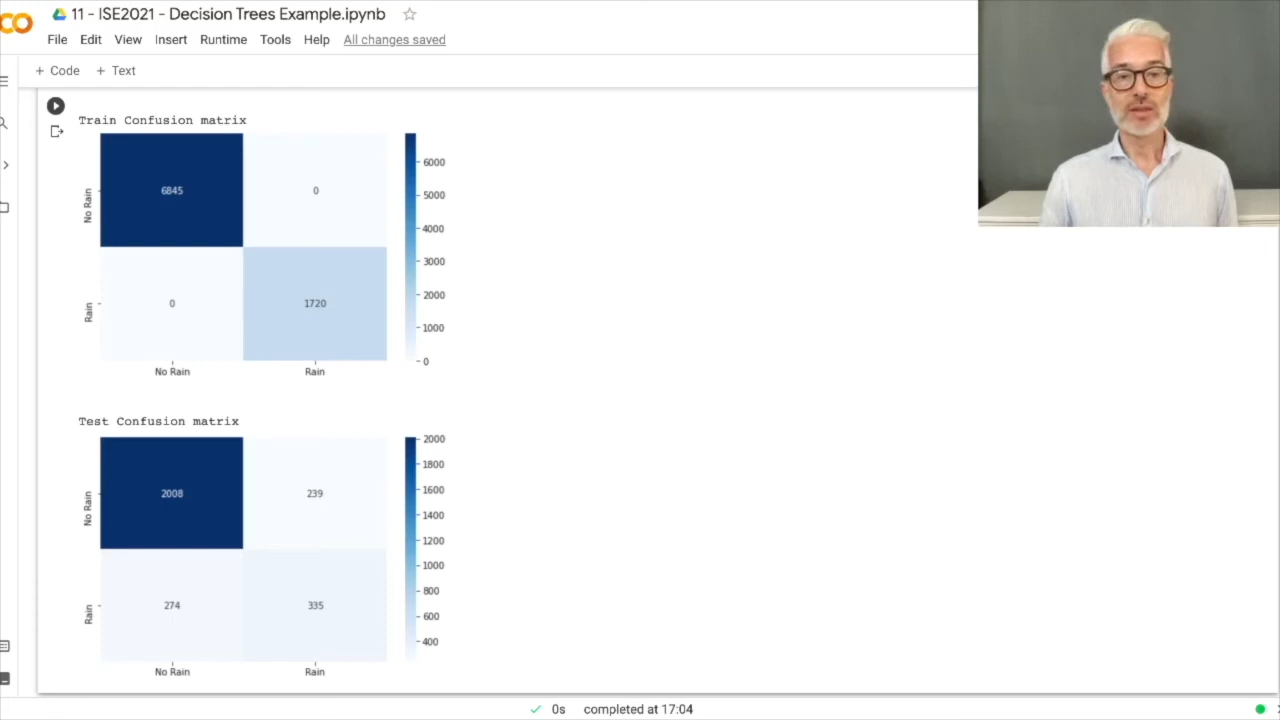 CO
11 - ISE2021 - Decision Trees Example.ipynb
File Edit View Insert Runtime Tools Help All changes saved
+ Code + Text
Train Confusion matrix
No Rain
6845
0
Rain
0
1720
No Rain
Rain
6000
5000
4000
3000
2000
1000
0
Test Confusion matrix
No Rain
2008
239
Rain
274
335
No Rain
Rain
2000
1800
1600
1400
1200
1000
800
600
400
0s completed at 17:04